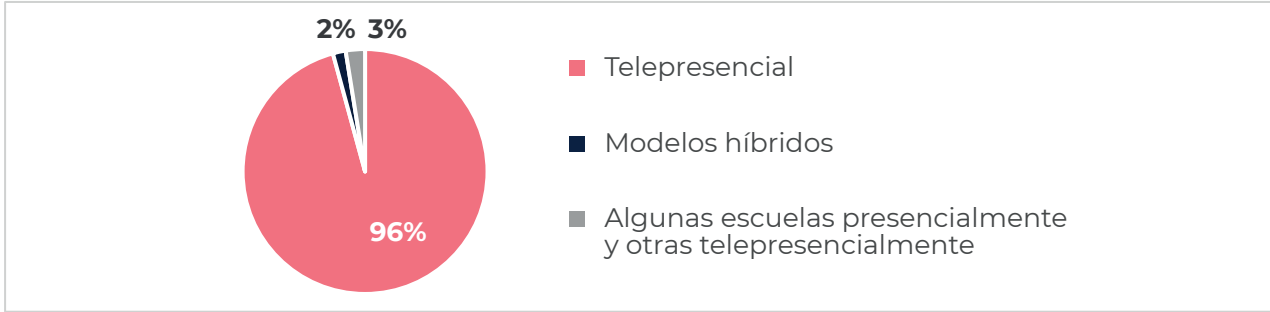 2% 3%
Telepresencial
Modelos híbridos
Algunas escuelas presencialmente
y otras telepresencialmente
96%